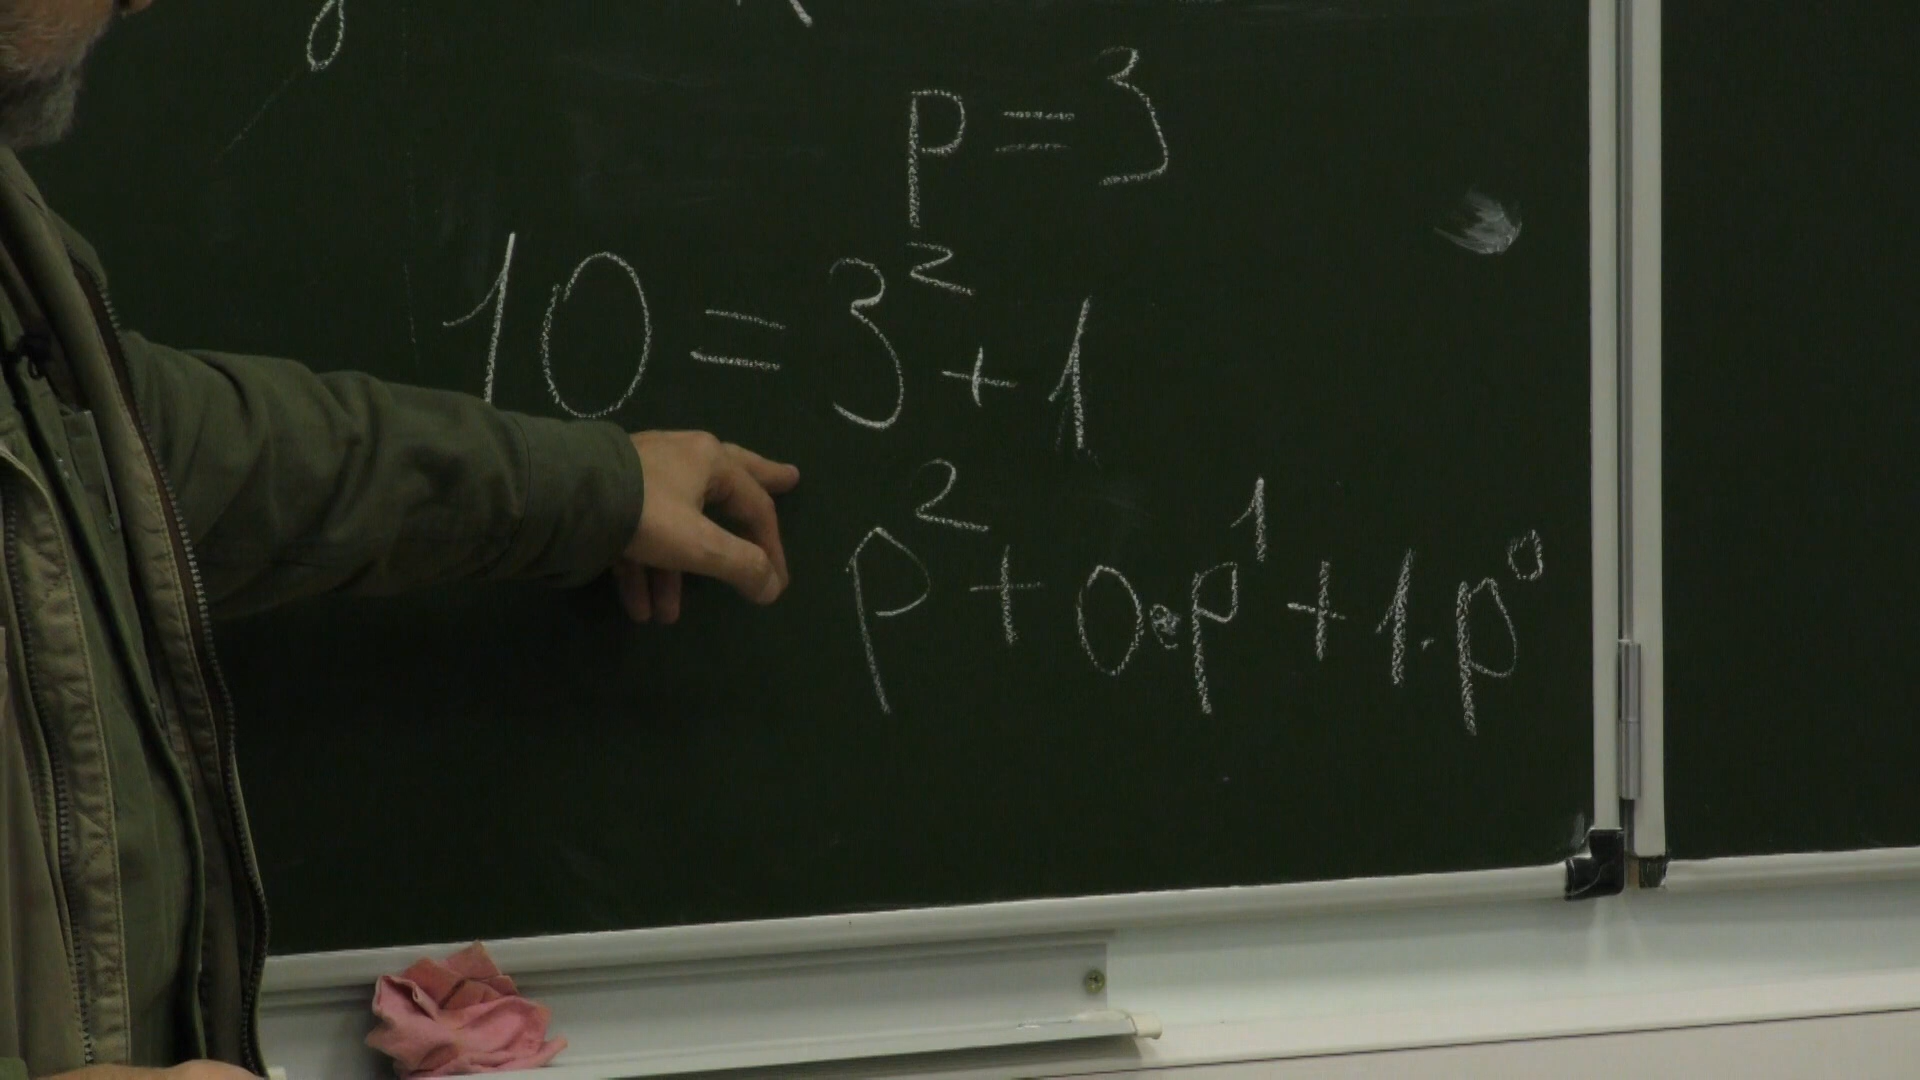 p = 3
10 = 3² + 1
p² + 0·p¹ + 1·p⁰